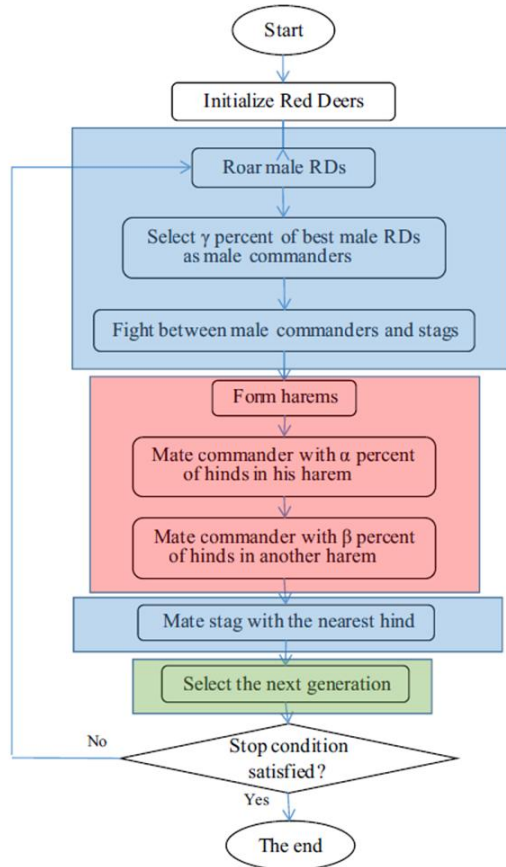 Start
Initialize Red Deers
Roar male RDs
Select γ percent of best male RDs
as male commanders
Fight between male commanders and stags
Form harems
Mate commander with α percent
of hinds in his harem
Mate commander with β percent
of hinds in another harem
Mate stag with the nearest hind
Select the next generation
No
Stop condition
satisfied?
Yes
The end